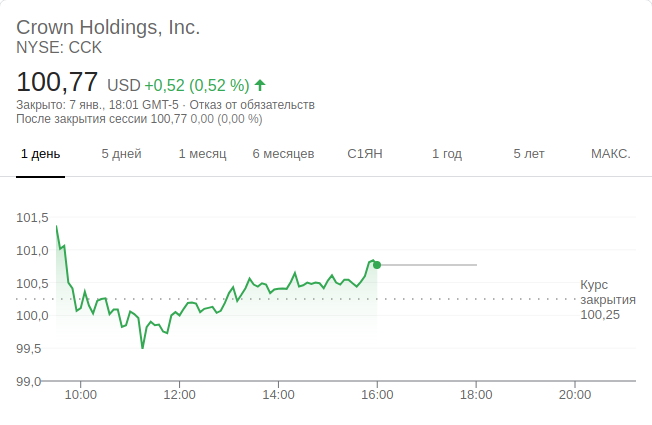 Crown Holdings, Inc.
NYSE: CCK
100,77 USD +0,52 (0,52 %)
Закрыто: 7 янв., 18:01 GMT-5 · Отказ от обязательств
После закрытия сессии 100,77 0,00 (0,00 %)
1 день 5 дней 1 месяц 6 месяцев С1ЯН 1 год 5 лет МАКС.
101,5
101,0
100,5
100,0
99,5
99,0
Курс
закрытия
100,25
10:00 12:00 14:00 16:00 18:00 20:00